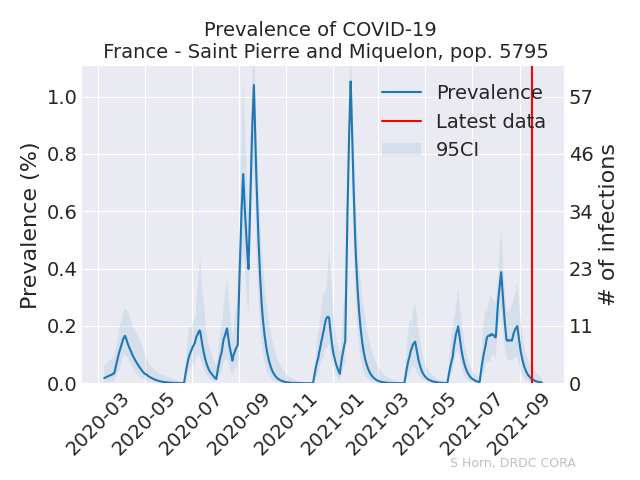 Prevalence of COVID-19
France - Saint Pierre and Miquelon, pop. 5795
Prevalence (%)
1.0
0.8
0.6
0.4
0.2
0.0
Prevalence
Latest data
95CI
57
46
34
23
11
0
# of infections
2020-03
2020-05
2020-07
2020-09
2020-11
2021-01
2021-03
2021-05
2021-07
2021-09
S Horn, DRDC CORA